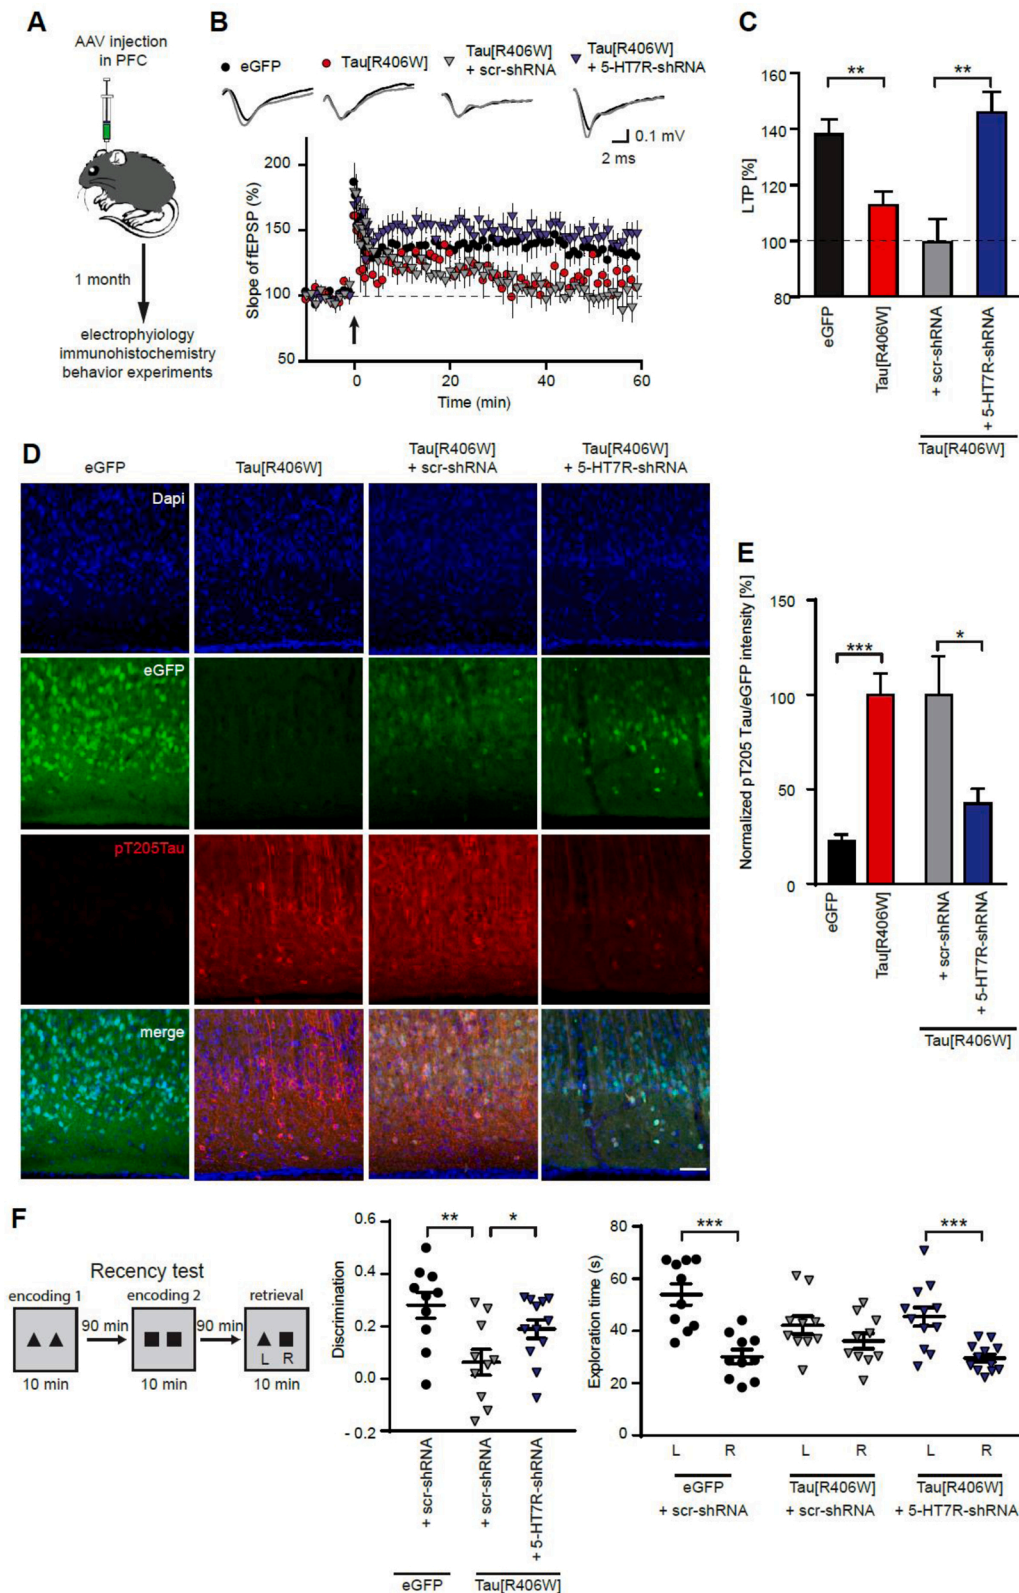 A
AAV injection
in PFC
1 month
electrophyiology
immunohistochemistry
behavior experiments
B
eGFP
Tau[R406W]
Tau[R406W]
+ scr-shRNA
Tau[R406W]
+ 5-HT7R-shRNA
0.1 mV
2 ms
Slope of fEPSP (%)
200
150
100
50
0
20
40
60
Time (min)
C
LTP [%]
160
140
120
100
80
**
**
eGFP
Tau[R406W]
+ scr-shRNA
+ 5-HT7R-shRNA
Tau[R406W]
D
eGFP
Tau[R406W]
Tau[R406W]
+ scr-shRNA
Tau[R406W]
+ 5-HT7R-shRNA
Dapi
eGFP
pT205Tau
merge
E
Normalized pT205 Tau/eGFP intensity [%]
150
100
50
0
***
*
eGFP
Tau[R406W]
+ scr-shRNA
+ 5-HT7R-shRNA
Tau[R406W]
F
Recency test
encoding 1
encoding 2
retrieval
90 min
90 min
L R
10 min
10 min
10 min
Discrimination
0.6
0.4
0.2
0.0
- 0.2
**
*
+ scr-shRNA
+ scr-shRNA
+ 5-HT7R-shRNA
eGFP
Tau[R406W]
Exploration time (s)
80
60
40
20
0
***
***
L R L R L R
eGFP
+ scr-shRNA
Tau[R406W]
+ scr-shRNA
Tau[R406W]
+ 5-HT7R-shRNA